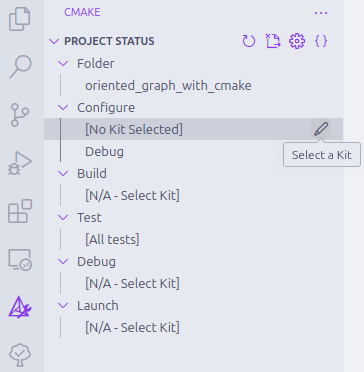 CMAKE
PROJECT STATUS
Folder
oriented_graph_with_cmake
Configure
[No Kit Selected]
Debug
Select a Kit
Build
[N/A - Select Kit]
Test
[All tests]
Debug
[N/A - Select Kit]
Launch
[N/A - Select Kit]